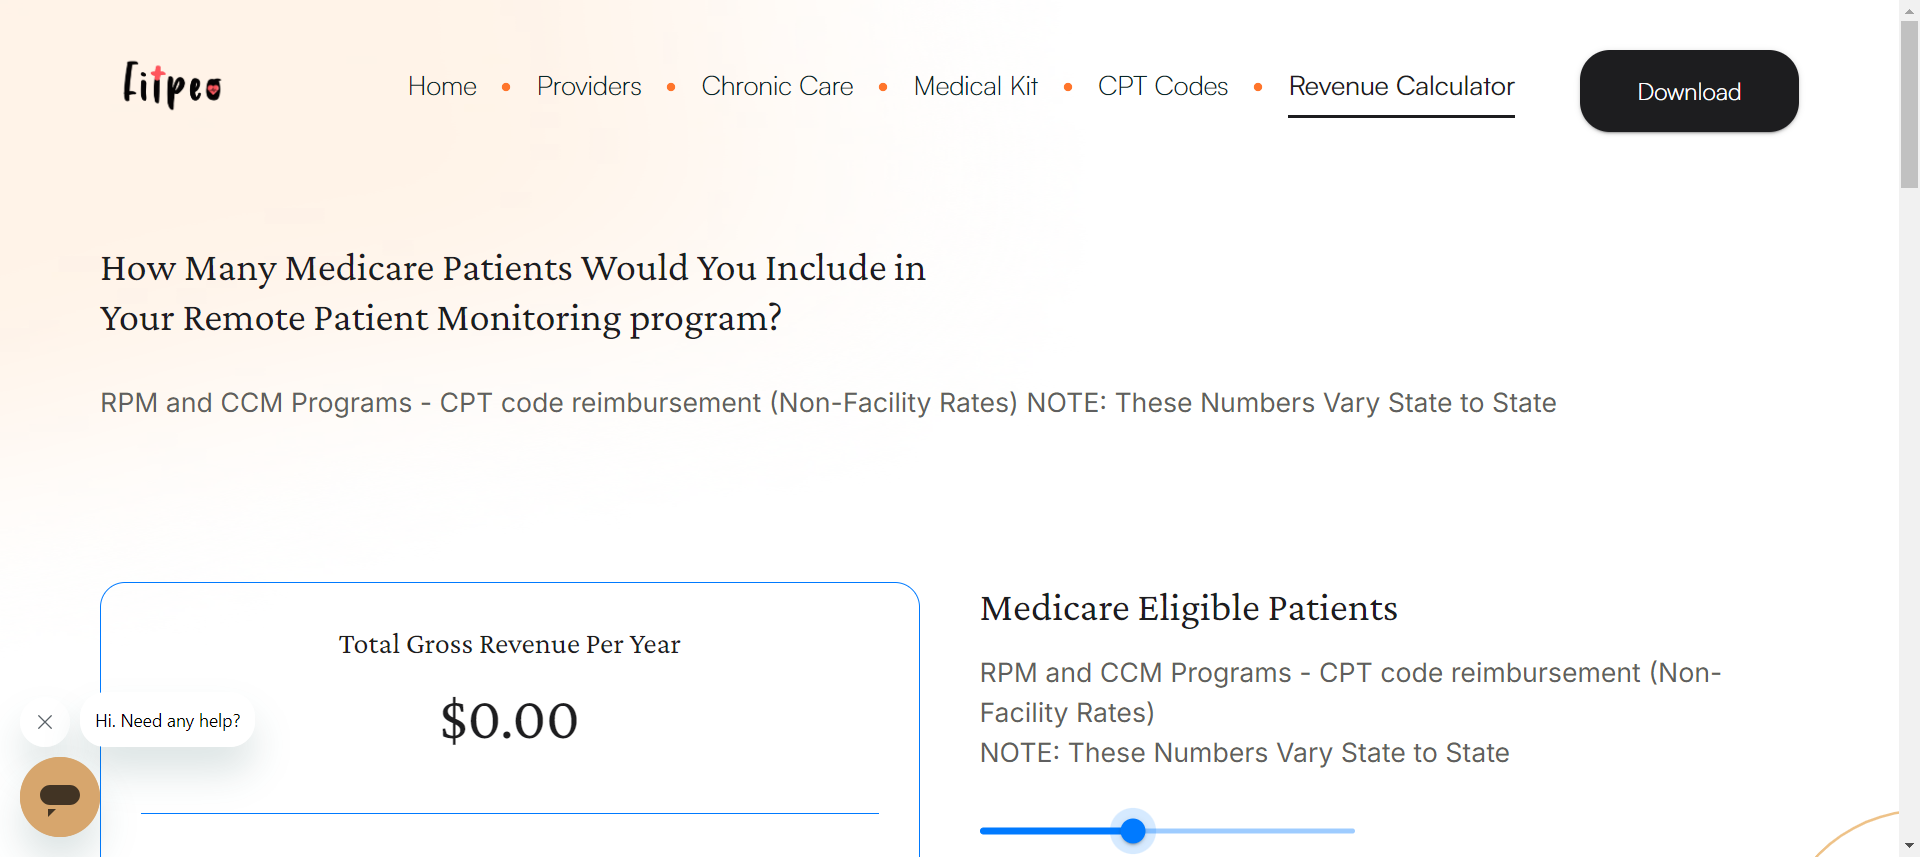 Fitpeo
Home
Providers
Chronic Care
Medical Kit
CPT Codes
Revenue Calculator
Download
How Many Medicare Patients Would You Include in
Your Remote Patient Monitoring program?
RPM and CCM Programs - CPT code reimbursement (Non-Facility Rates) NOTE: These Numbers Vary State to State
Total Gross Revenue Per Year
$0.00
Medicare Eligible Patients
RPM and CCM Programs - CPT code reimbursement (Non-
Facility Rates)
NOTE: These Numbers Vary State to State
Hi. Need any help?